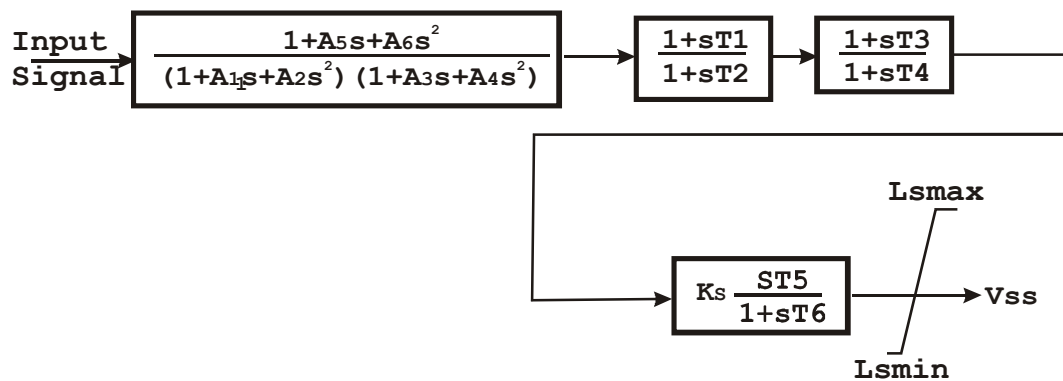 Input
Signal
1+A5s+A6s²
(1+A11s+A2s²)(1+A3s+A4s²)
1+sT1
1+sT2
1+sT3
1+sT4
Lsmax
Ks
ST5
1+sT6
Vss
Lsmin